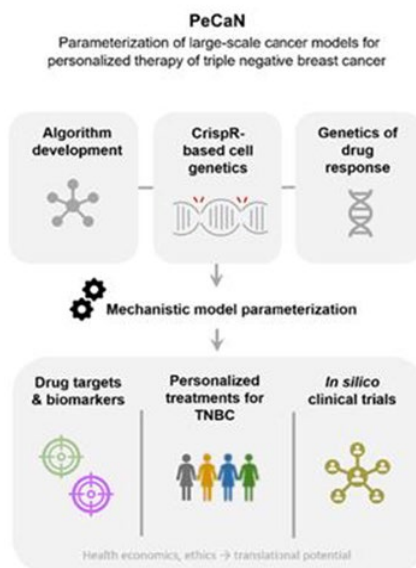 PeCaN
Parameterization of large-scale cancer models for
personalized therapy of triple negative breast cancer
Algorithm
development
CrispR-
based cell
genetics
Genetics of
drug
response
Mechanistic model parameterization
Drug targets
& biomarkers
Personalized
treatments for
TNBC
In silico
clinical trials
Health economics, ethics → translational potential